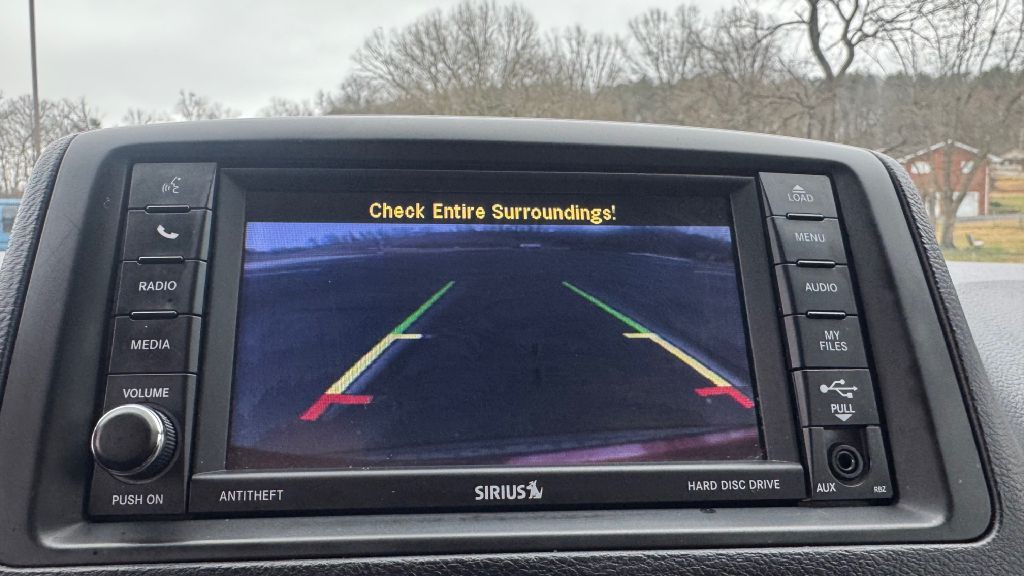 Check Entire Surroundings!
RADIO
MEDIA
VOLUME
PUSH ON
LOAD
MENU
AUDIO
MY
FILES
PULL
AUX
RBZ
ANTITHEFT
SIRIUS
HARD DISC DRIVE